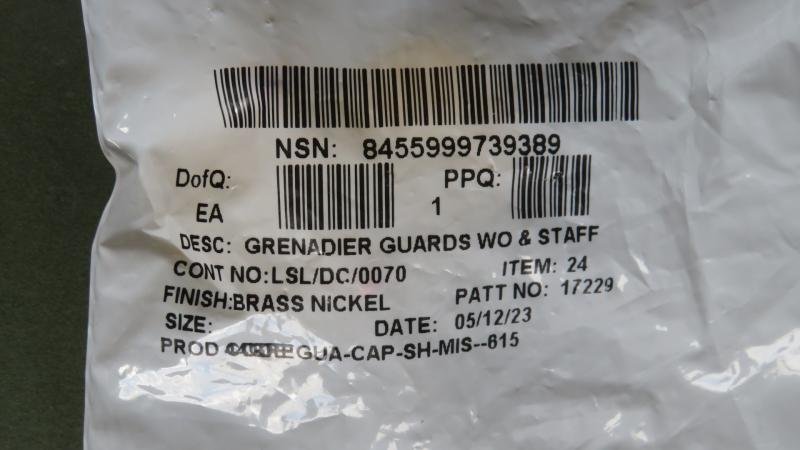 NSN: 8455999739389
DofQ: PPQ:
EA 1
DESC: GRENADIER GUARDS WO & STAFF
CONT NO:LSL/DC/0070 ITEM: 24
FINISH:BRASS NICKEL PATT NO: 17229
SIZE: DATE: 05/12/23
PROD GUA-CAP-SH-MIS--615